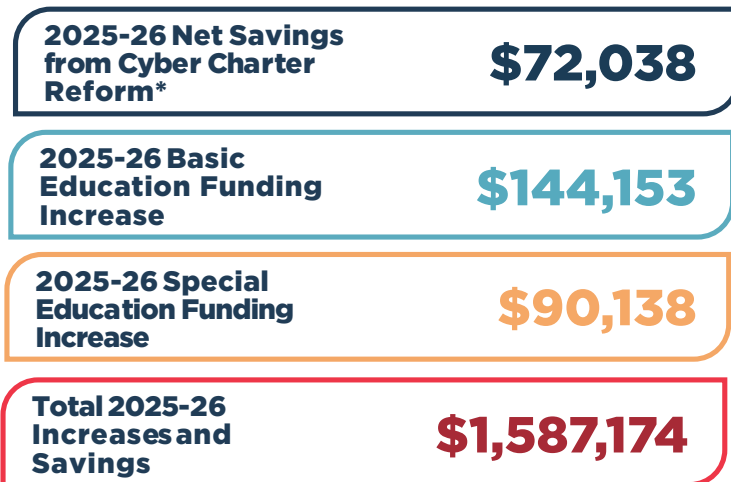 2025-26 Net Savings
from Cyber Charter
Reform*
$72,038
2025-26 Basic
Education Funding
Increase
$144,153
2025-26 Special
Education Funding
Increase
$90,138
Total 2025-26
Increases and
Savings
$1,587,174